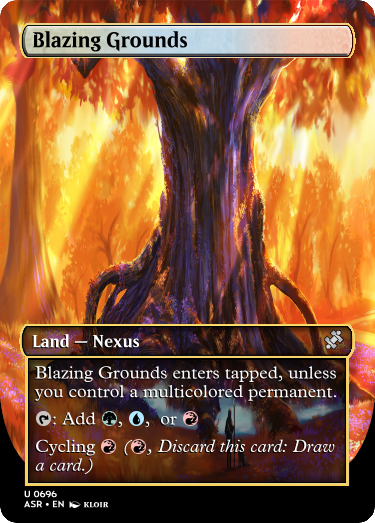 Blazing Grounds
Land — Nexus
Blazing Grounds enters tapped, unless
you control a multicolored permanent.
: Add , , or
Cycling (, Discard this card: Draw
a card.)
U 0696
ASR • EN KLOIR